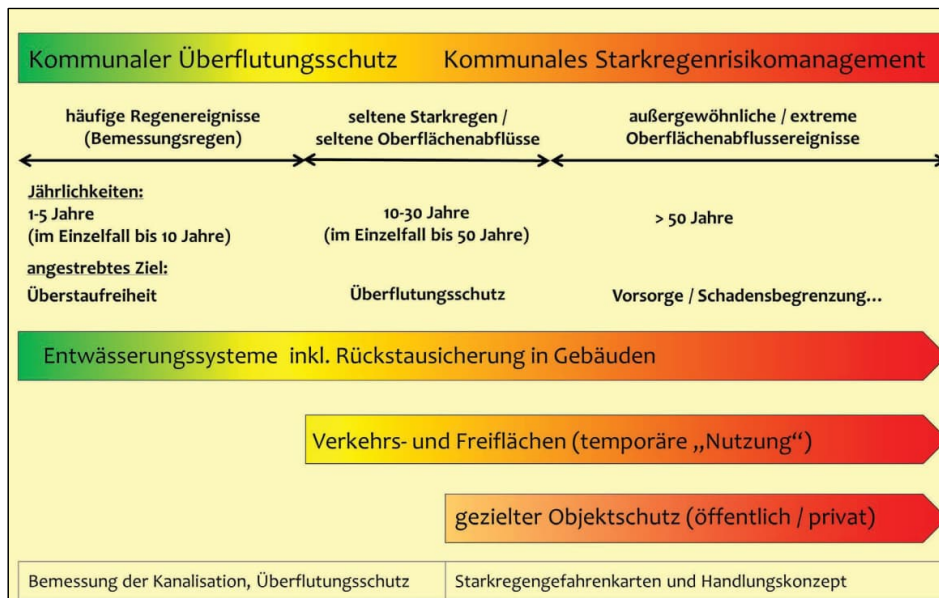 Kommunaler Überflutungsschutz
Kommunales Starkregenrisikomanagement
häufige Regenereignisse
(Bemessungsregen)
seltene Starkregen /
seltene Oberflächenabflüsse
außergewöhnliche / extreme
Oberflächenabflussereignisse
Jährlichkeiten:
1-5 Jahre
(im Einzelfall bis 10 Jahre)
10-30 Jahre
(im Einzelfall bis 50 Jahre)
> 50 Jahre
angestrebtes Ziel:
Überstaufreiheit
Überflutungsschutz
Vorsorge / Schadensbegrenzung...
Entwässerungssysteme inkl. Rückstausicherung in Gebäuden
Verkehrs- und Freiflächen (temporäre „Nutzung“)
gezielter Objektschutz (öffentlich / privat)
Bemessung der Kanalisation, Überflutungsschutz
Starkregengefahrenkarten und Handlungskonzept